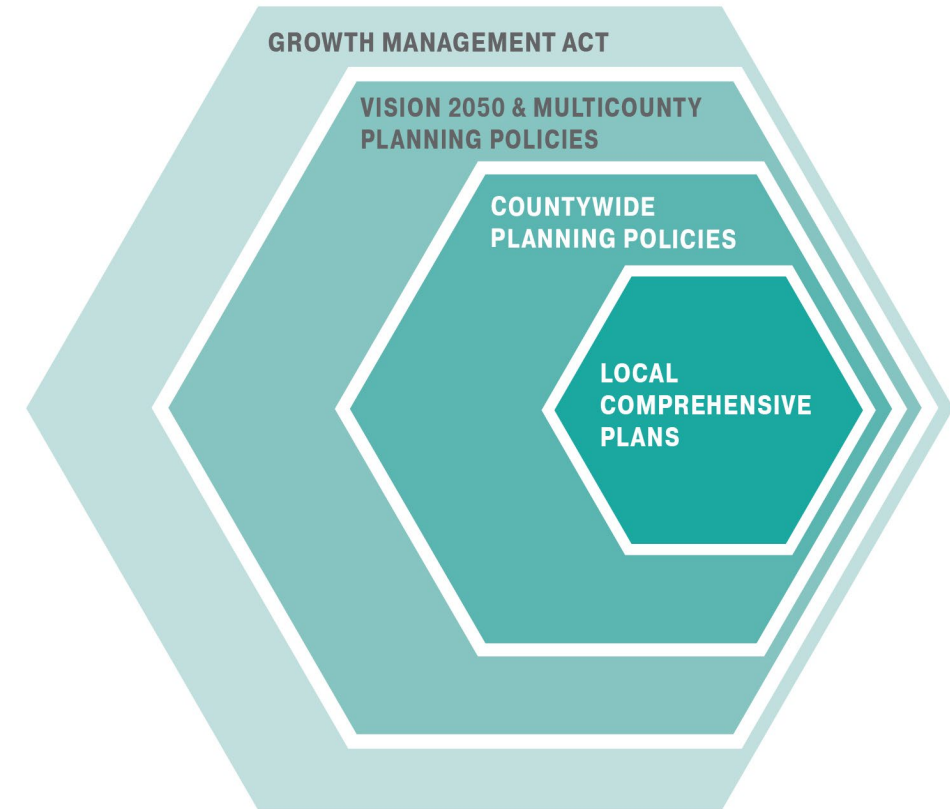 GROWTH MANAGEMENT ACT
VISION 2050 & MULTICOUNTY
PLANNING POLICIES
COUNTYWIDE
PLANNING POLICIES
LOCAL
COMPREHENSIVE
PLANS